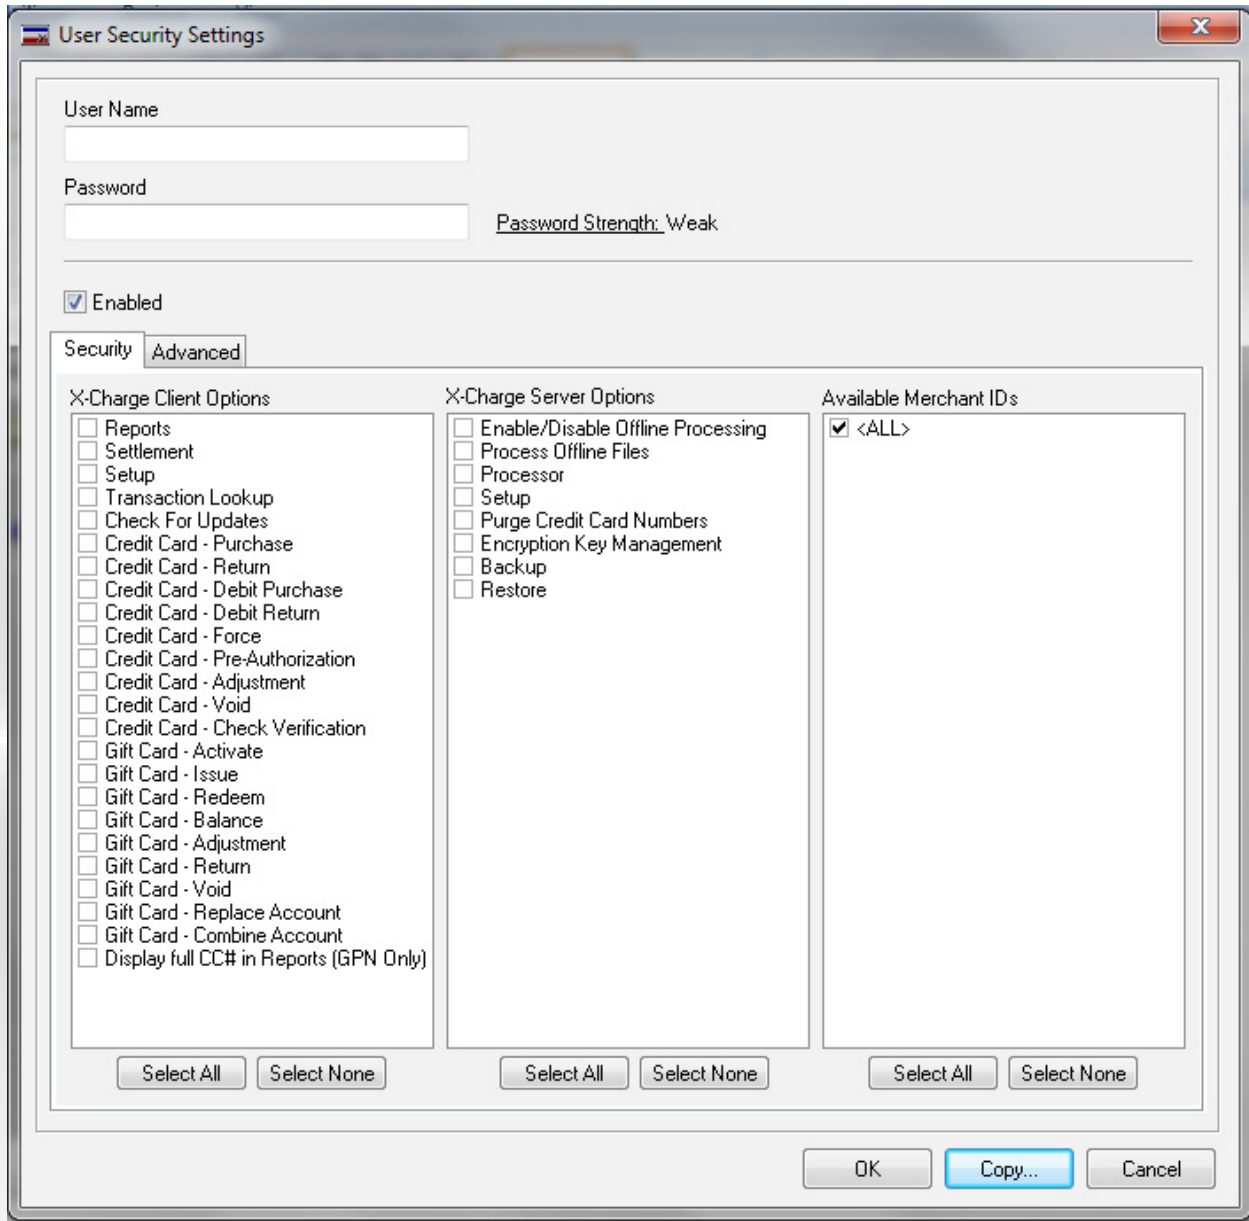 User Security Settings
User Name
Password
Password Strength: Weak
Enabled
Security
Advanced
X-Charge Client Options
Reports
Settlement
Setup
Transaction Lookup
Check For Updates
Credit Card - Purchase
Credit Card - Return
Credit Card - Debit Purchase
Credit Card - Debit Return
Credit Card - Force
Credit Card - Pre-Authorization
Credit Card - Adjustment
Credit Card - Void
Credit Card - Check Verification
Gift Card - Activate
Gift Card - Issue
Gift Card - Redeem
Gift Card - Balance
Gift Card - Adjustment
Gift Card - Return
Gift Card - Void
Gift Card - Replace Account
Gift Card - Combine Account
Display full CC# in Reports (GPN Only)
Select All
Select None
X-Charge Server Options
Enable/Disable Offline Processing
Process Offline Files
Processor
Setup
Purge Credit Card Numbers
Encryption Key Management
Backup
Restore
Select All
Select None
Available Merchant IDs
<ALL>
Select All
Select None
OK
Copy...
Cancel